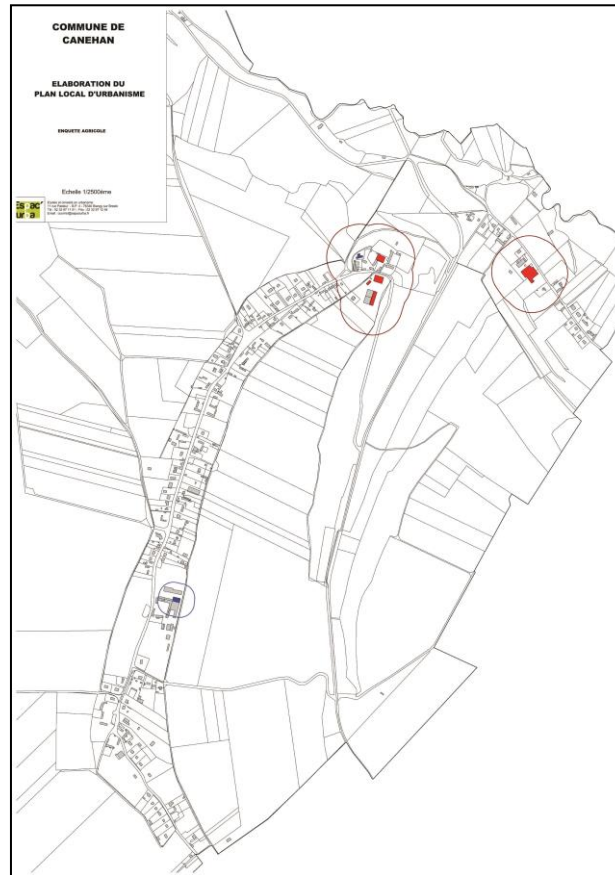 COMMUNE DE
CANEHAN
ELABORATION DU
PLAN LOCAL D'URBANISME
ENQUETE AGRICOLE
Echelle 1/2500ème